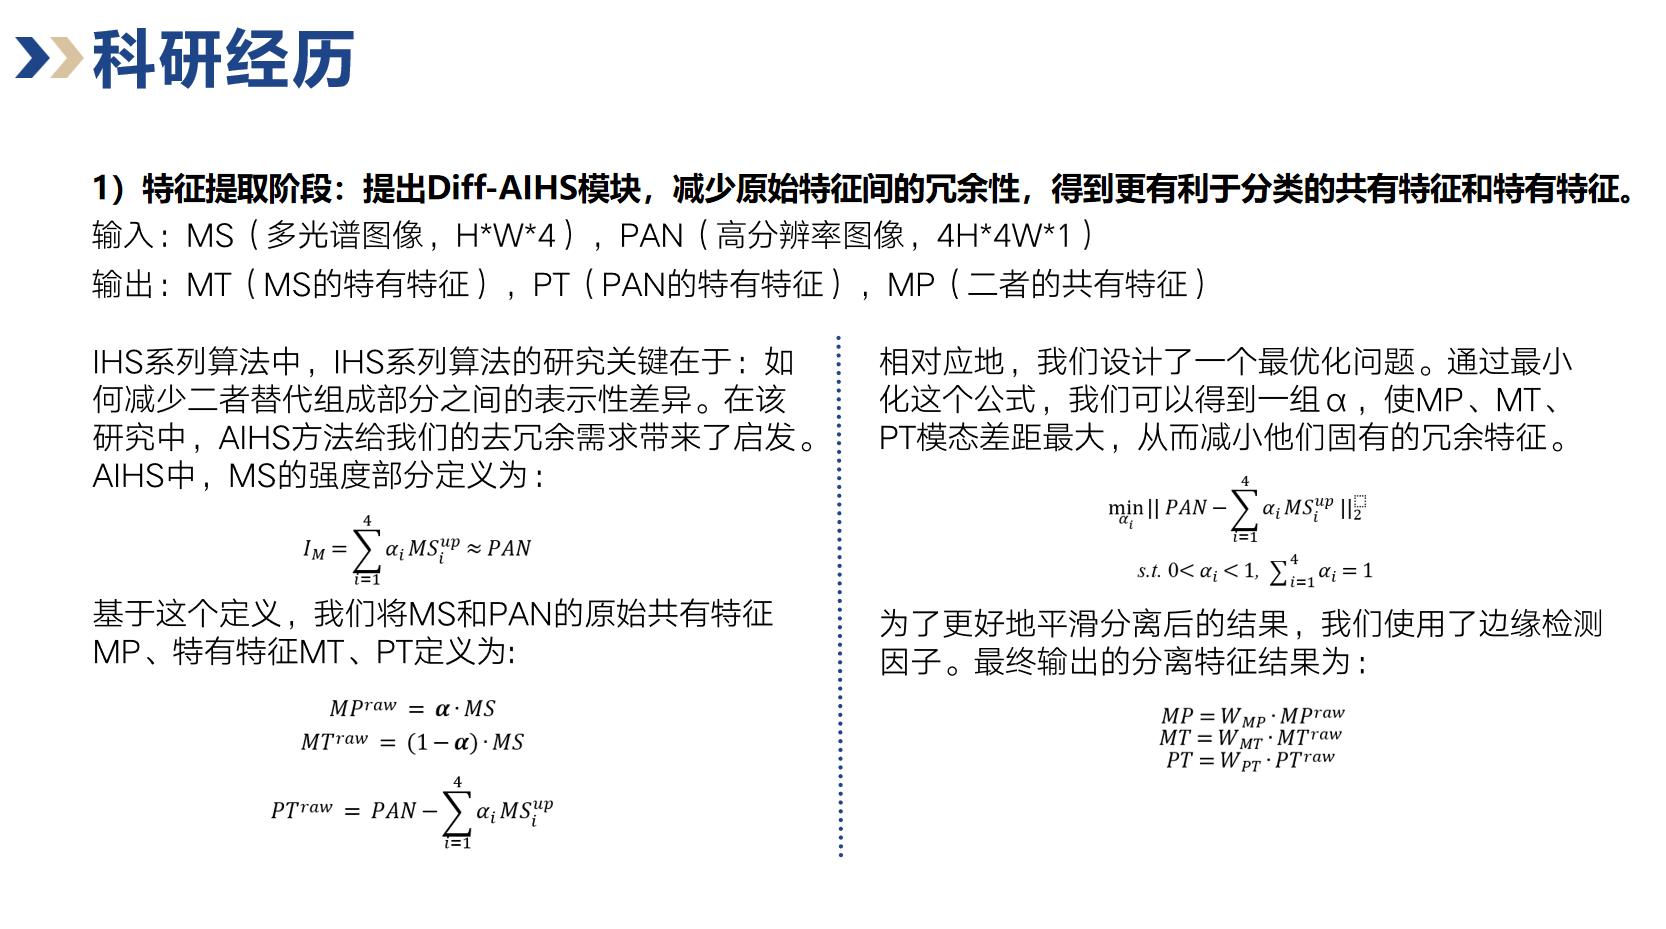 科研经历
1）特征提取阶段：提出Diff-AIHS模块，减少原始特征间的冗余性，得到更有利于分类的共有特征和特有特征。
输入：MS（多光谱图像，H*W*4），PAN（高分辨率图像，4H*4W*1）
输出：MT（MS的特有特征），PT（PAN的特有特征），MP（二者的共有特征）
IHS系列算法中，IHS系列算法的研究关键在于：如
何减少二者替代组成部分之间的表示性差异。在该
研究中，AIHS方法给我们的去冗余需求带来了启发。
AIHS中，MS的强度部分定义为：
I_M = ∑_{i=1}^{4} α_i MS_i^{up} ≈ PAN
基于这个定义，我们将MS和PAN的原始共有特征
MP、特有特征MT、PT定义为:
MP^{raw} = α · MS
MT^{raw} = (1 − α) · MS
PT^{raw} = PAN − ∑_{i=1}^{4} α_i MS_i^{up}
相对应地，我们设计了一个最优化问题。通过最小
化这个公式，我们可以得到一组α，使MP、MT、
PT模态差距最大，从而减小他们固有的冗余特征。
min_{α_i} || PAN − ∑_{i=1}^{4} α_i MS_i^{up} ||_2^{⬚}
s.t. 0< α_i < 1, ∑_{i=1}^{4} α_i = 1
为了更好地平滑分离后的结果，我们使用了边缘检测
因子。最终输出的分离特征结果为：
MP = W_{MP} · MP^{raw}
MT = W_{MT} · MT^{raw}
PT = W_{PT} · PT^{raw}